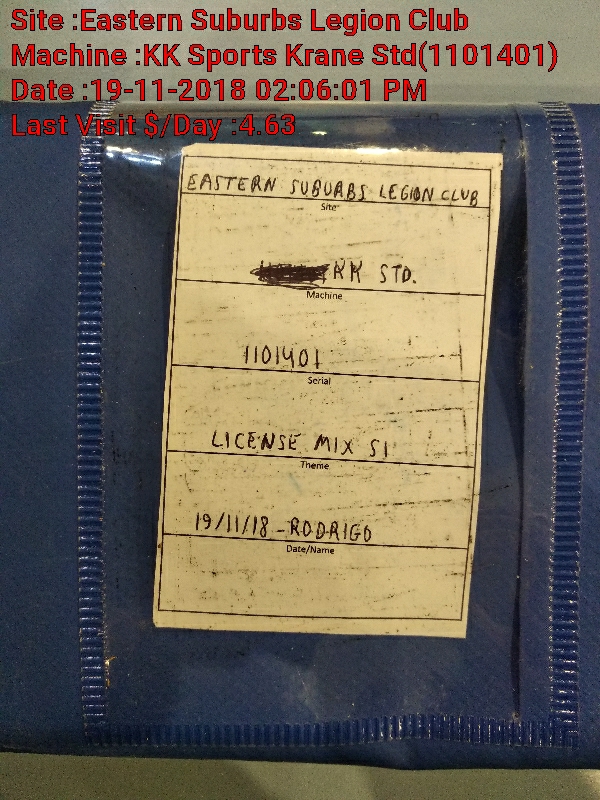 Site :Eastern Suburbs Legion Club
Machine :KK Sports Krane Std(1101401)
Date :19-11-2018 02:06:01 PM
Last Visit $/Day :4.63
EASTERN SUBURBS LEGION CLUB
Site
KK STD.
Machine
1101401
Serial
LICENSE MIX S1
Theme
19/11/18 - RODRIGO
Date/Name